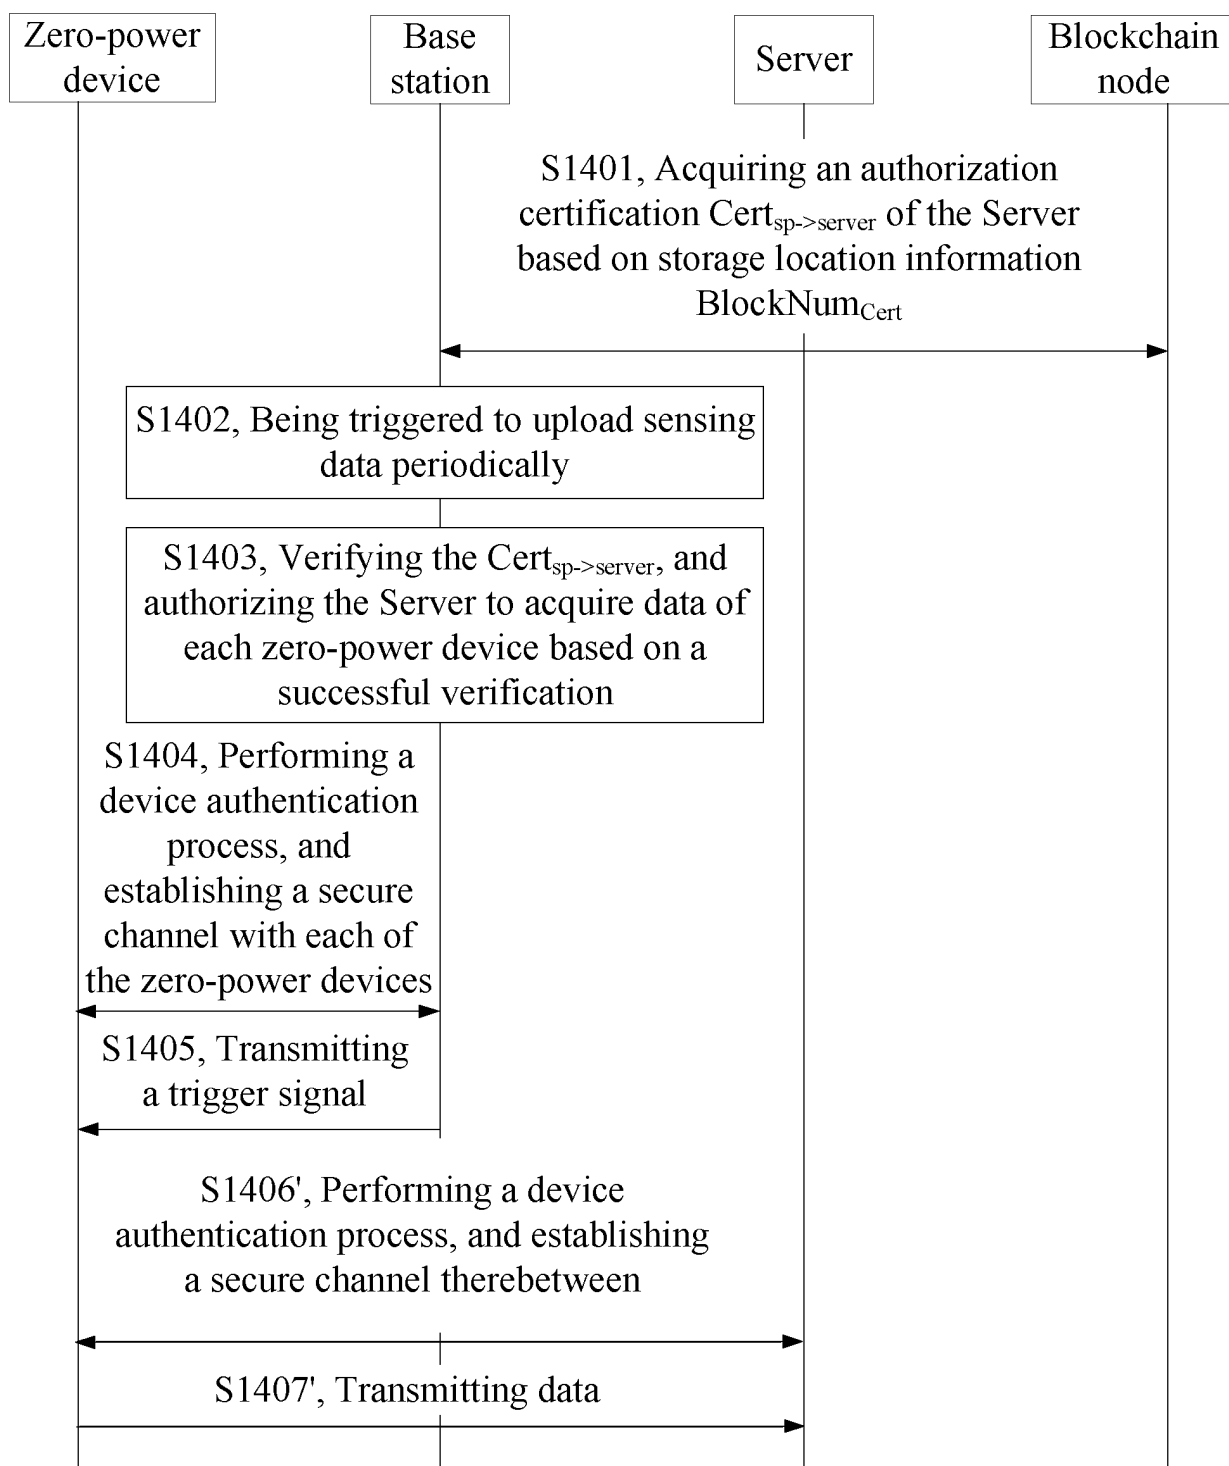 Zero-power
device
Base
station
Server
Blockchain
node
S1401, Acquiring an authorization
certification Certsp->server of the Server
based on storage location information
BlockNumCert
S1402, Being triggered to upload sensing
data periodically
S1403, Verifying the Certsp->server, and
authorizing the Server to acquire data of
each zero-power device based on a
successful verification
S1404, Performing a
device authentication
process, and
establishing a secure
channel with each of
the zero-power devices
S1405, Transmitting
a trigger signal
S1406', Performing a device
authentication process, and establishing
a secure channel therebetween
S1407', Transmitting data